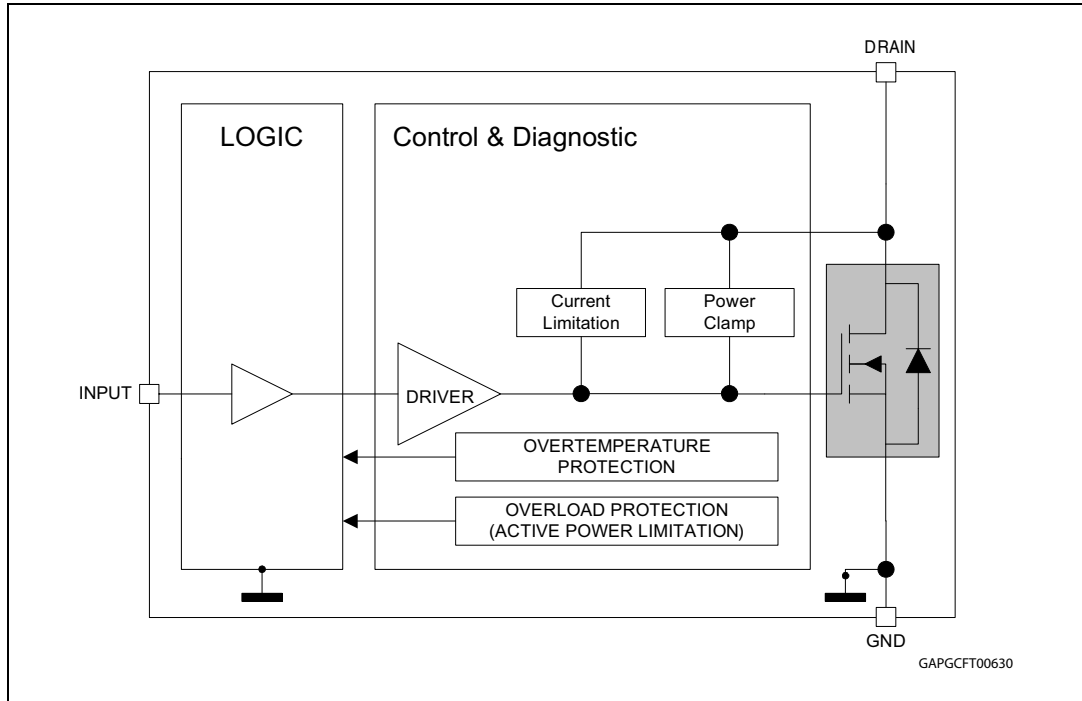 DRAIN
LOGIC
Control & Diagnostic
Current
Limitation
Power
Clamp
INPUT
DRIVER
OVERTEMPERATURE
PROTECTION
OVERLOAD PROTECTION
(ACTIVE POWER LIMITATION)
GND
GAPGCFT00630